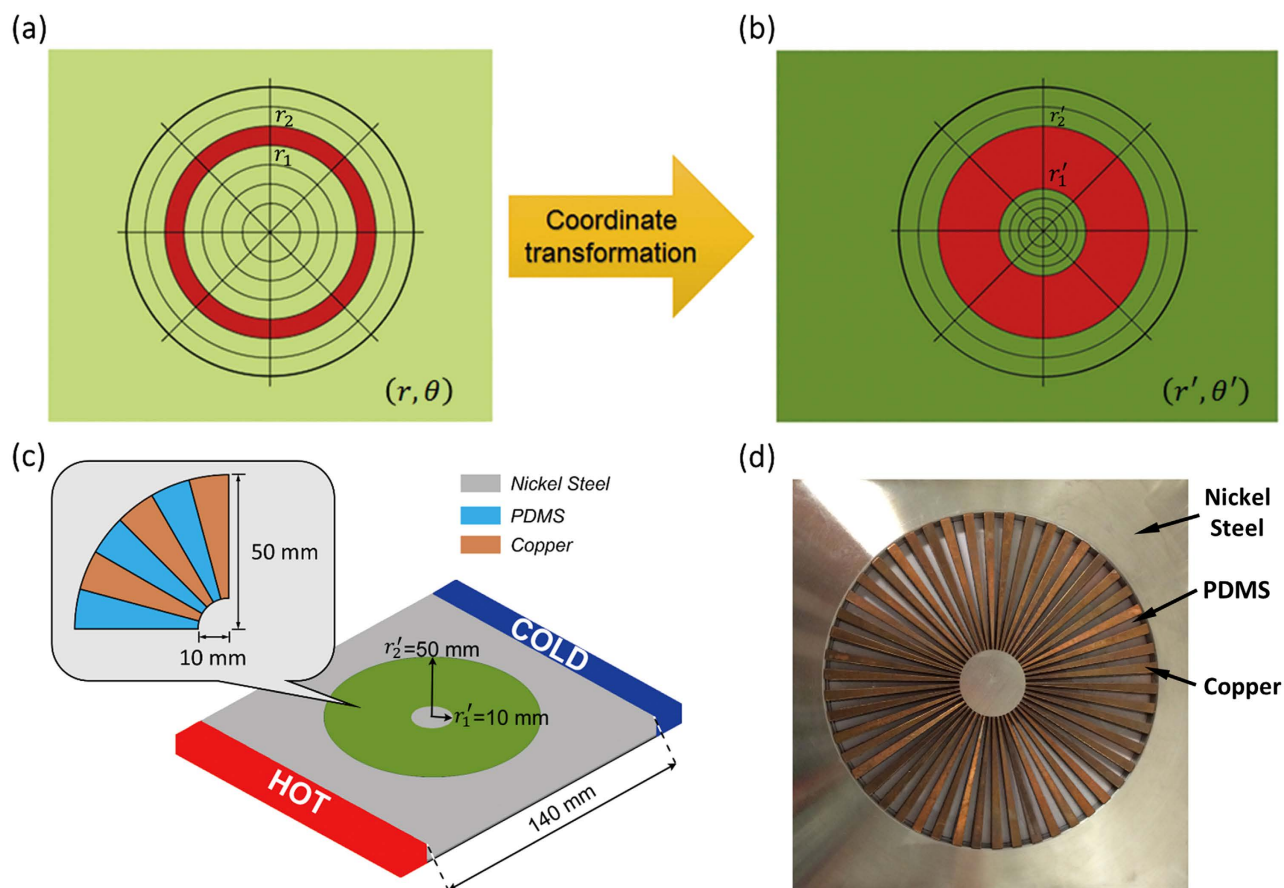 (a)
r₂
r₁
(r, θ)
Coordinate
transformation
(b)
r₂′
r₁′
(r′, θ′)
(c)
50 mm
10 mm
Nickel Steel
PDMS
Copper
COLD
r₂′=50 mm
r₁′=10 mm
HOT
140 mm
(d)
Nickel
Steel
PDMS
Copper